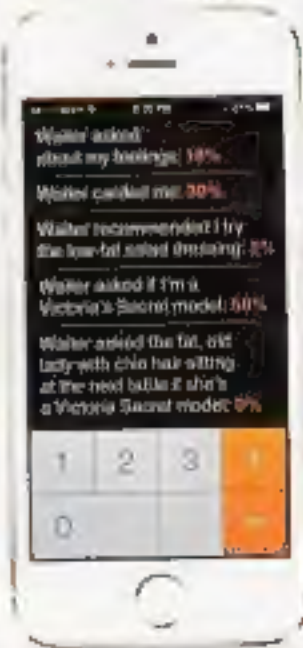 Waiter asked
about my feelings: 18%
Waiter carded me: 30%
Waiter recommended I try
the low-fat salad dressing: 2%
Waiter asked if I'm a
Victoria's Secret model: 50%
Waiter asked the fat, old
lady with chin hair sitting
at the next table if she's
a Victoria Secret model: 0%
1 2 3 +
0 =